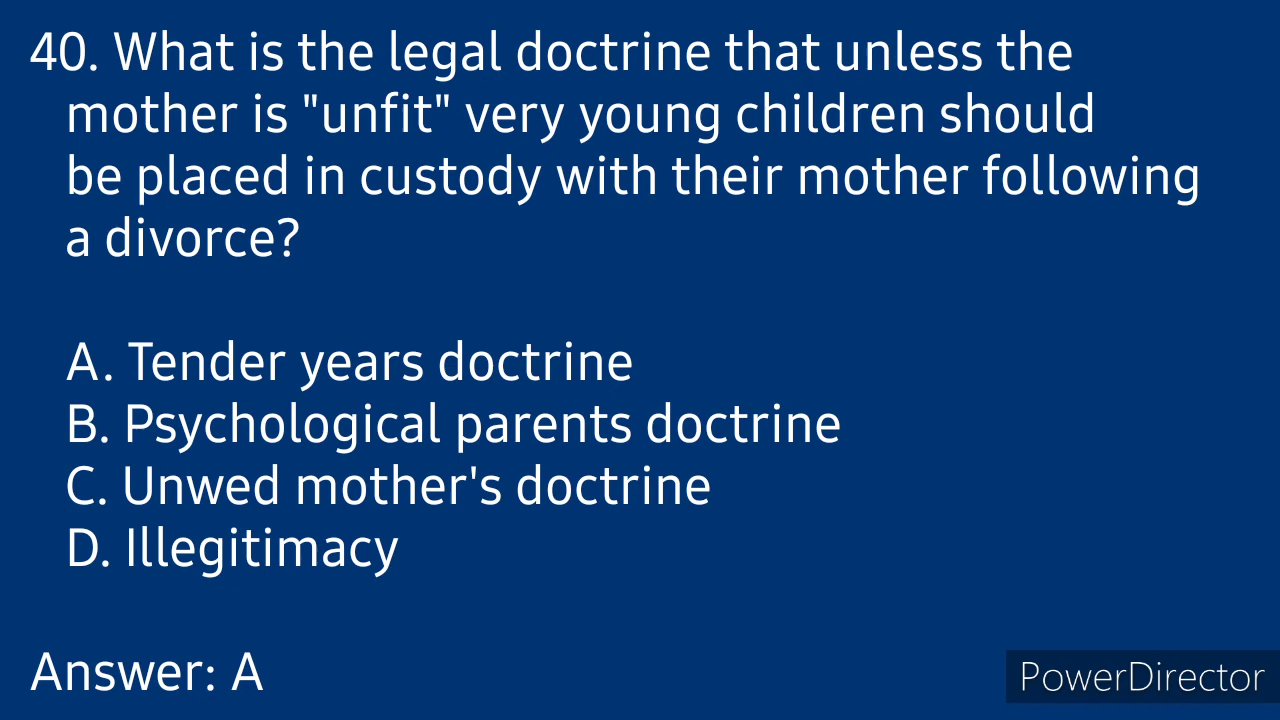 40. What is the legal doctrine that unless the
mother is "unfit" very young children should
be placed in custody with their mother following
a divorce?
A. Tender years doctrine
B. Psychological parents doctrine
C. Unwed mother's doctrine
D. Illegitimacy
Answer: A
PowerDirector